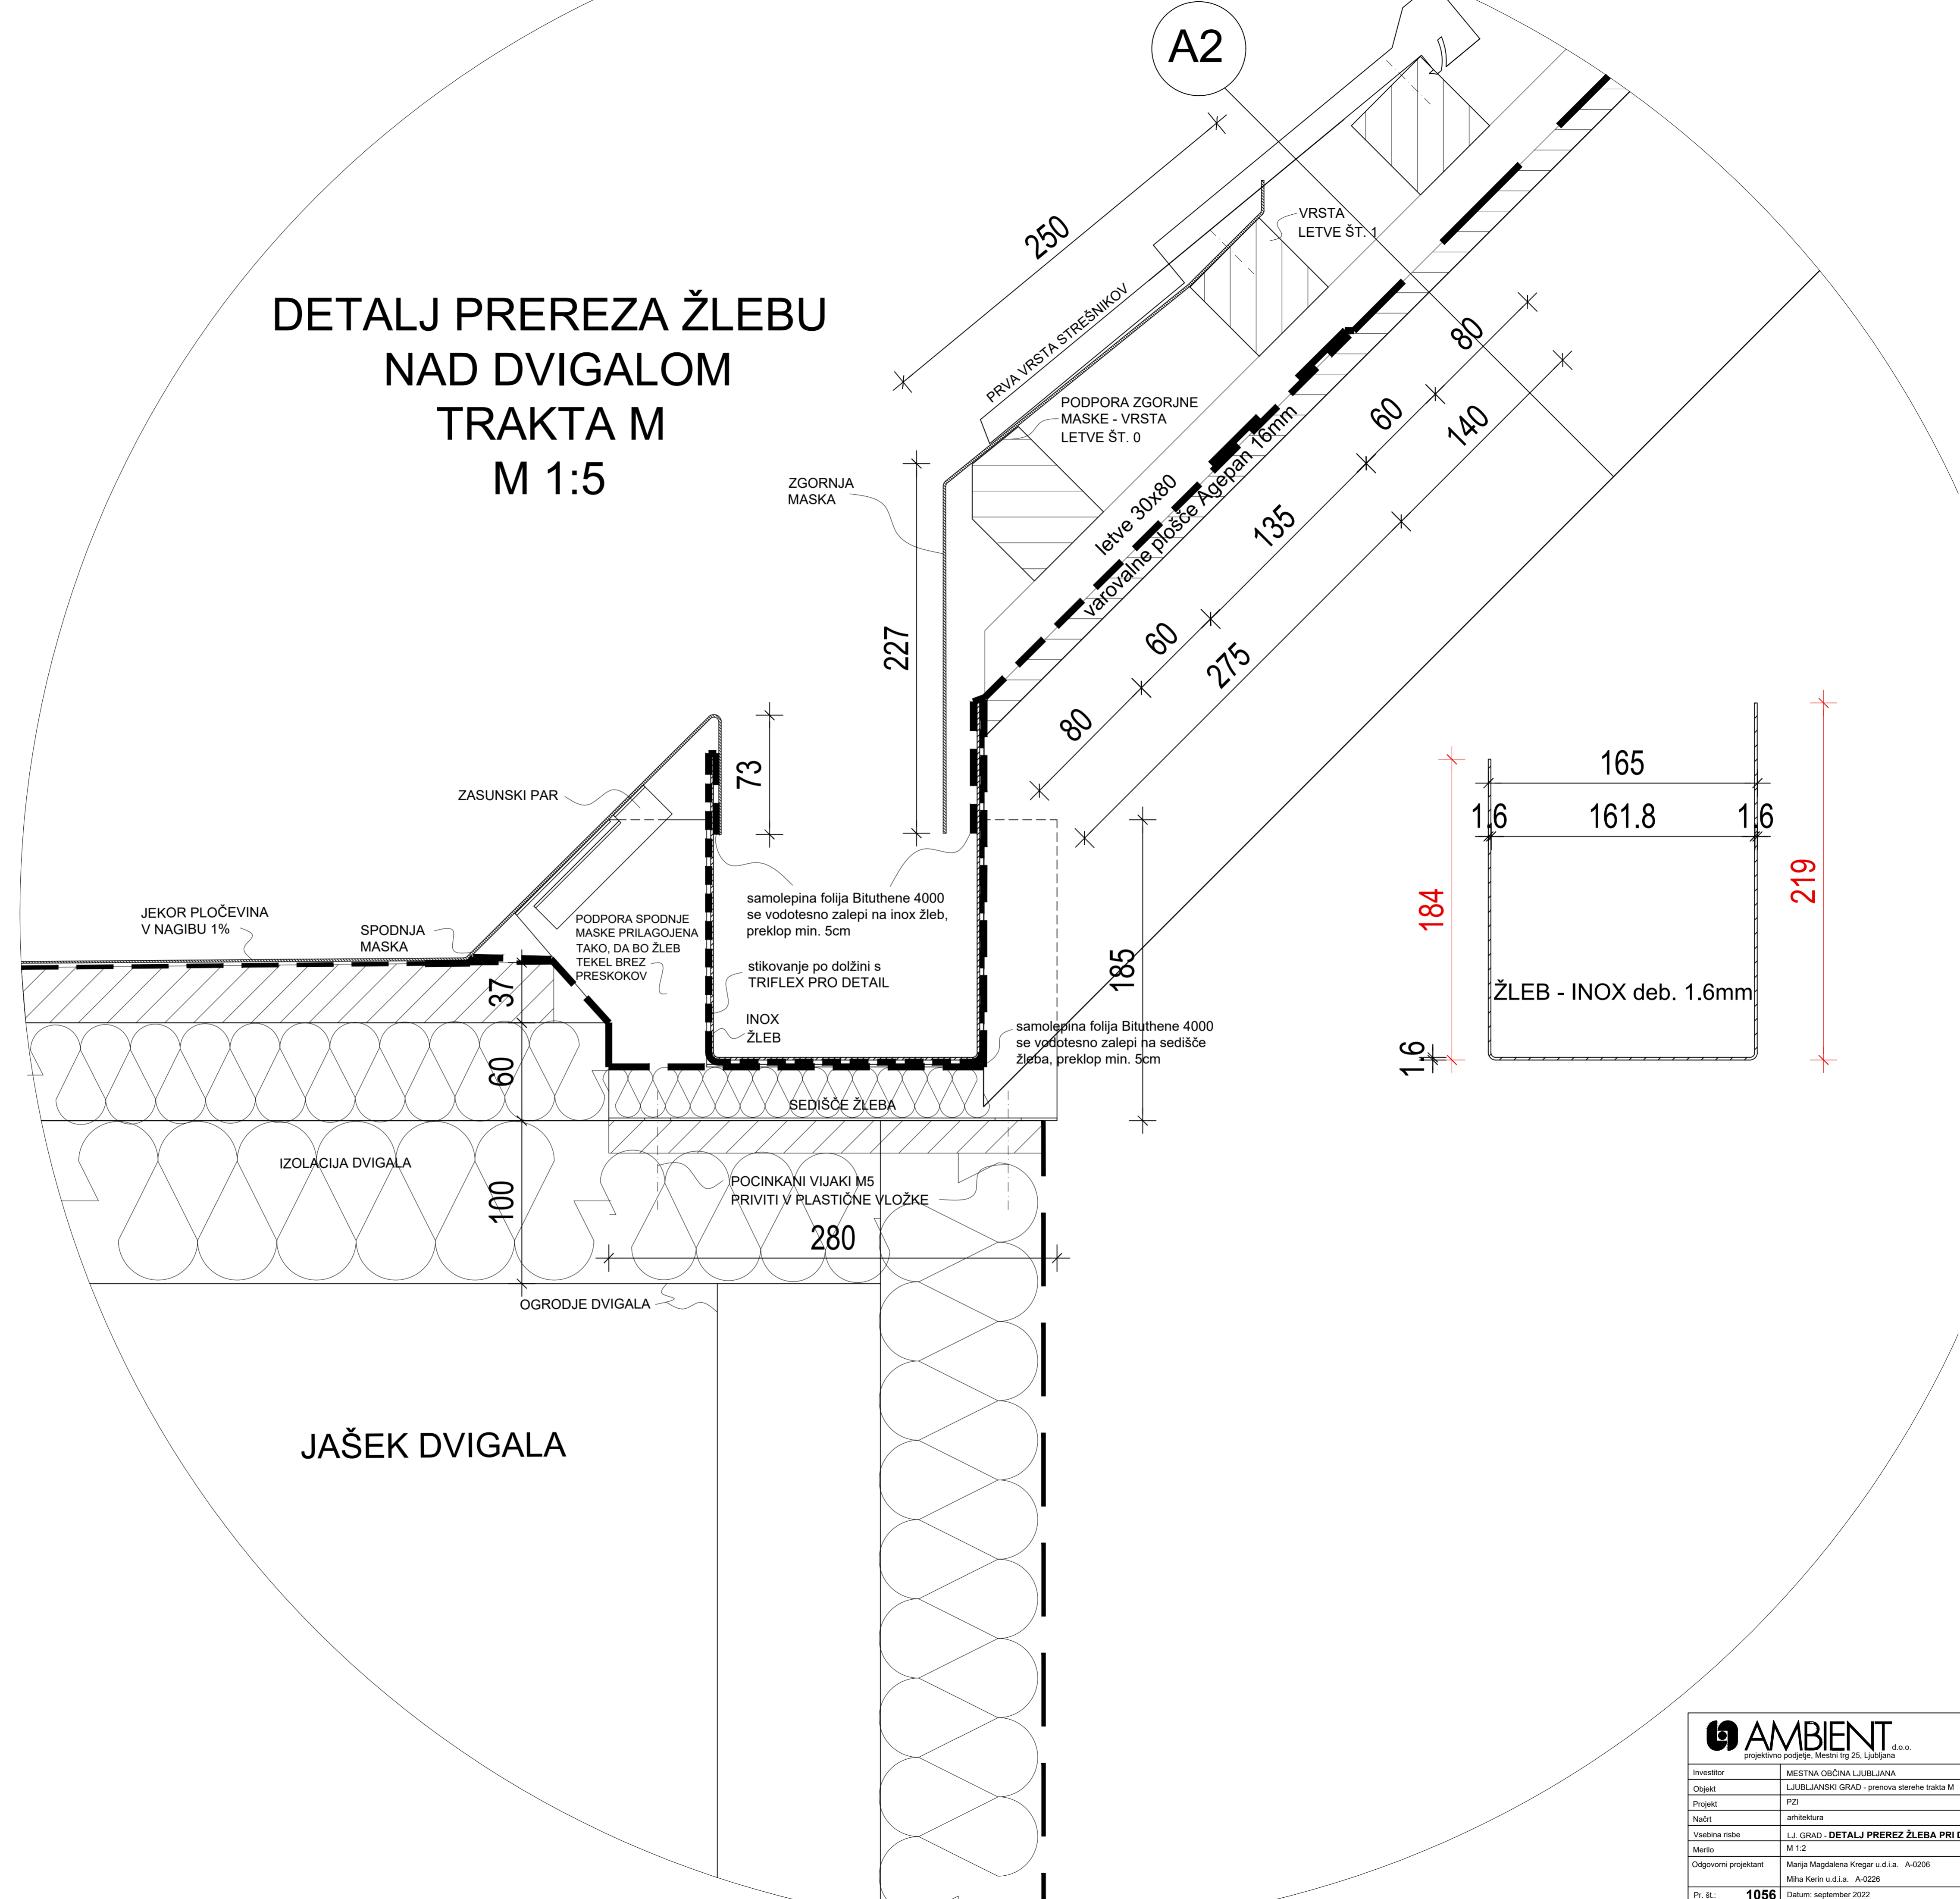 A2
DETALJ PREREZA ŽLEBU
NAD DVIGALOM
TRAKTA M
M 1:5
250
VRSTA
LETVE ŠT. 1
PRVA VRSTA STREŠNIKOV
PODPORA ZGORJNE
MASKE - VRSTA
LETVE ŠT. 0
ZGORNJA
MASKA
letve 30x80
varovalne plošče Agepan 16mm
80
60
140
135
60
275
80
227
73
ZASUNSKI PAR
JEKOR PLOČEVINA
V NAGIBU 1%
SPODNJA
MASKA
PODPORA SPODNJE
MASKE PRILAGOJENA
TAKO, DA BO ŽLEB
TEKEL BREZ
PRESKOKOV
samolepina folija Bituthene 4000
se vodotesno zalepi na inox žleb,
preklop min. 5cm
stikovanje po dolžini s
TRIFLEX PRO DETAIL
INOX
ŽLEB
185
samolepina folija Bituthene 4000
se vodotesno zalepi na sedišče
žleba, preklop min. 5cm
37
60
100
SEDIŠČE ŽLEBA
IZOLACIJA DVIGALA
POCINKANI VIJAKI M5
PRIVITI V PLASTIČNE VLOŽKE
280
OGRODJE DVIGALA
JAŠEK DVIGALA
165
1.6 161.8 1.6
184
219
ŽLEB - INOX deb. 1.6mm
1.6
AMBIENT d.o.o.
projektivno podjetje, Mestni trg 25, Ljubljana
Investitor MESTNA OBČINA LJUBLJANA
Objekt LJUBLJANSKI GRAD - prenova sterehe trakta M
Projekt PZI
Načrt arhitektura
Vsebina risbe LJ. GRAD - DETALJ PREREZ ŽLEBA PRI
Merilo M 1:2
Odgovorni projektant Marija Magdalena Kregar u.d.i.a. A-0206
Miha Kerin u.d.i.a. A-0226
Pr. št.: 1056 Datum: september 2022